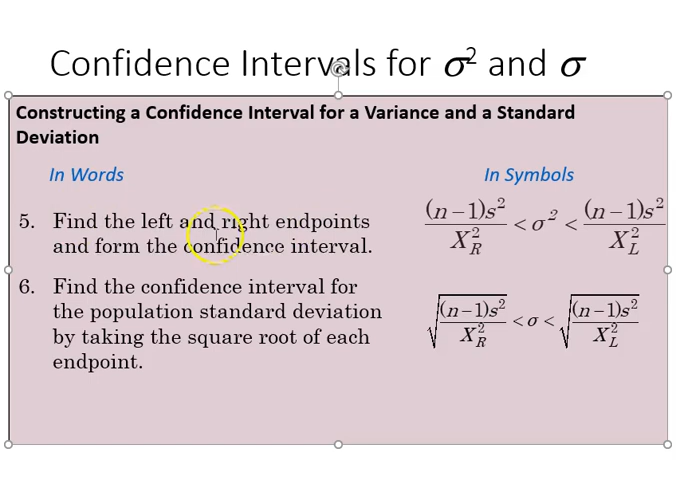 Confidence Intervals for σ² and σ
Constructing a Confidence Interval for a Variance and a Standard
Deviation
In Words
In Symbols
5. Find the left and right endpoints
and form the confidence interval.
(n−1)s²/X²_R < σ² < (n−1)s²/X²_L
6. Find the confidence interval for
the population standard deviation
by taking the square root of each
endpoint.
√((n−1)s²/X²_R) < σ < √((n−1)s²/X²_L)